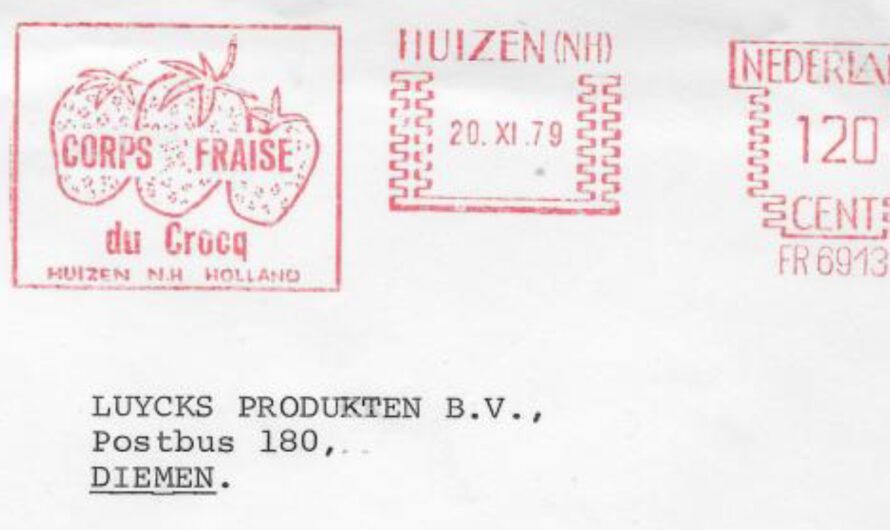 CORPS FRAISE
du Crocq
HUIZEN N.H HOLLAND
HUIZEN (NH)
20. XI .79
NEDERLAN
120
CENT
FR 6913
LUYCKS PRODUKTEN B.V.,
Postbus 180,
DIEMEN.